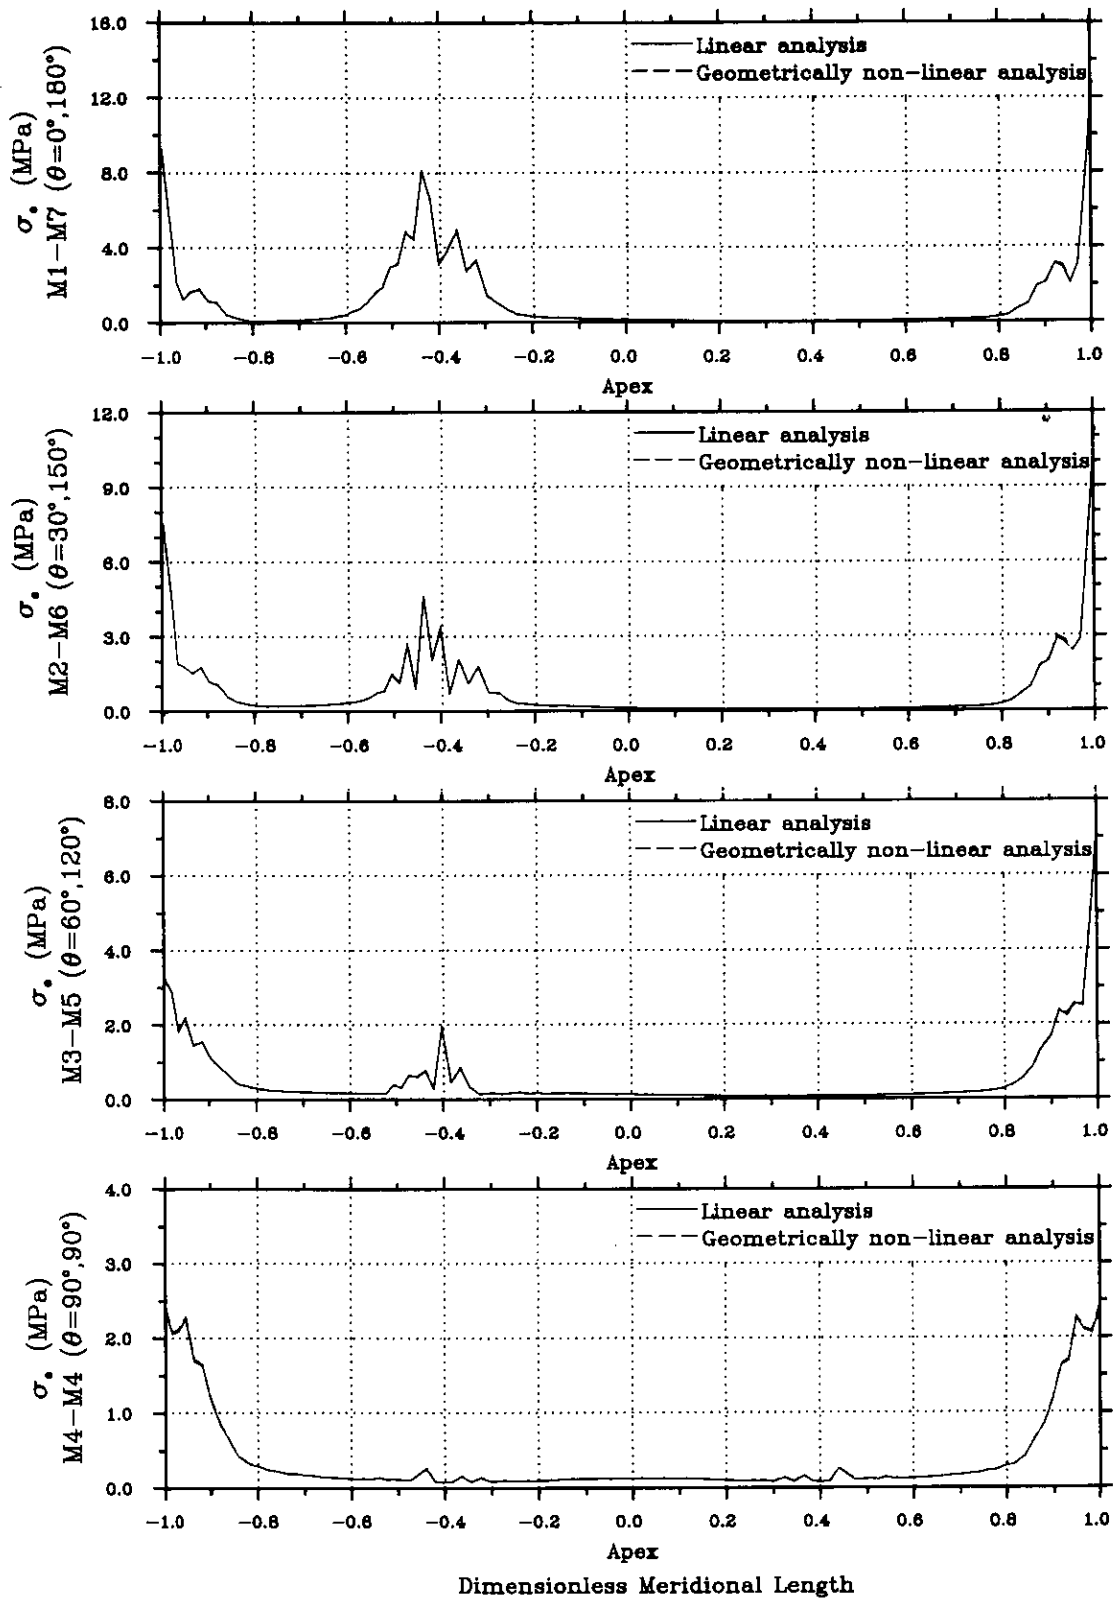 16.0
12.0
8.0
4.0
0.0
σ. (MPa)
M1–M7 (θ=0°,180°)
Linear analysis
Geometrically non-linear analysis
−1.0 −0.8 −0.6 −0.4 −0.2 0.0 0.2 0.4 0.6 0.8 1.0
Apex
12.0
9.0
6.0
3.0
0.0
σ. (MPa)
M2–M6 (θ=30°,150°)
Linear analysis
Geometrically non-linear analysis
−1.0 −0.8 −0.6 −0.4 −0.2 0.0 0.2 0.4 0.6 0.8 1.0
Apex
8.0
6.0
4.0
2.0
0.0
σ. (MPa)
M3–M5 (θ=60°,120°)
Linear analysis
Geometrically non-linear analysis
−1.0 −0.8 −0.6 −0.4 −0.2 0.0 0.2 0.4 0.6 0.8 1.0
Apex
4.0
3.0
2.0
1.0
0.0
σ. (MPa)
M4–M4 (θ=90°,90°)
Linear analysis
Geometrically non-linear analysis
−1.0 −0.8 −0.6 −0.4 −0.2 0.0 0.2 0.4 0.6 0.8 1.0
Apex
Dimensionless Meridional Length